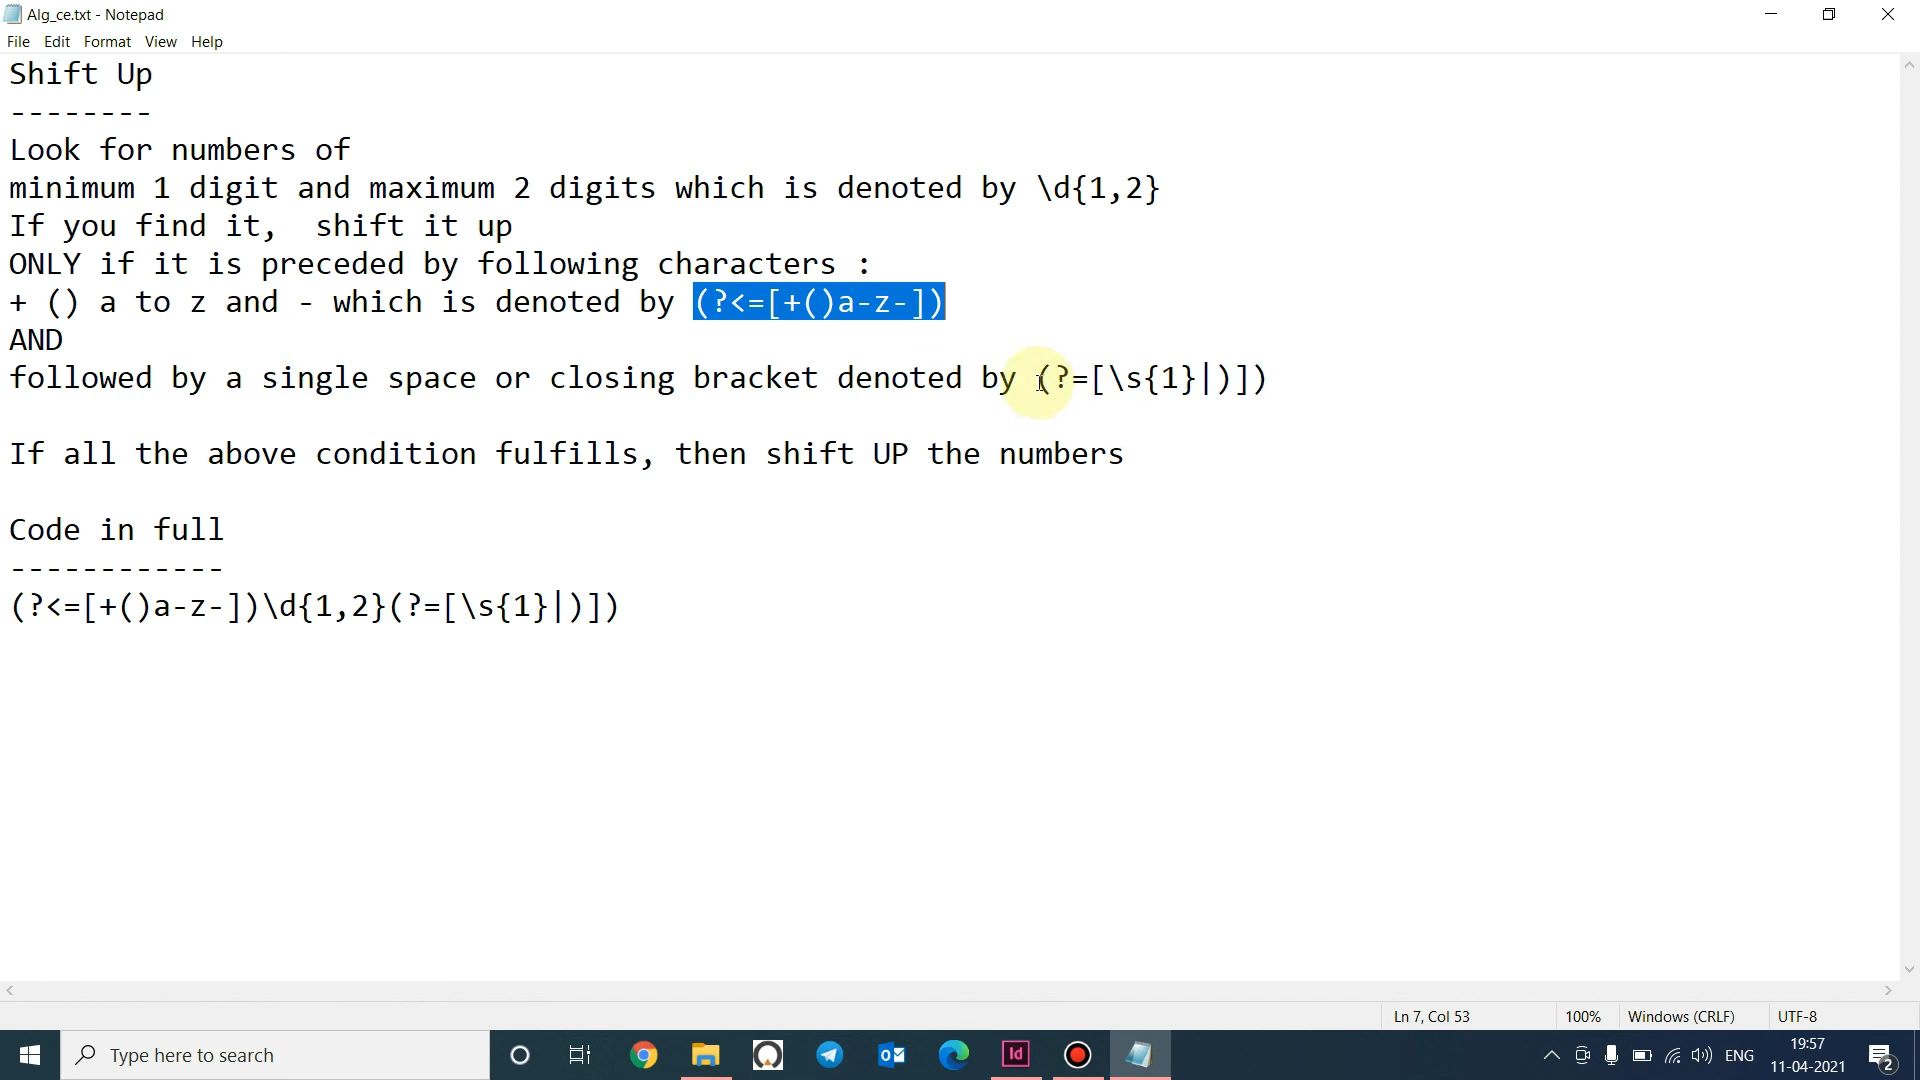 Alg_ce.txt - Notepad
File Edit Format View Help
Shift Up
--------
Look for numbers of
minimum 1 digit and maximum 2 digits which is denoted by \d{1,2}
If you find it,  shift it up
ONLY if it is preceded by following characters :
+ () a to z and - which is denoted by (?<=[+()a-z-])
AND
followed by a single space or closing bracket denoted by (?=[\s{1}|)])
If all the above condition fulfills, then shift UP the numbers
Code in full
------------
(?<=[+()a-z-])\d{1,2}(?=[\s{1}|)])
Ln 7, Col 53 100% Windows (CRLF) UTF-8
Type here to search
Id
ENG
19:57
11-04-2021
2